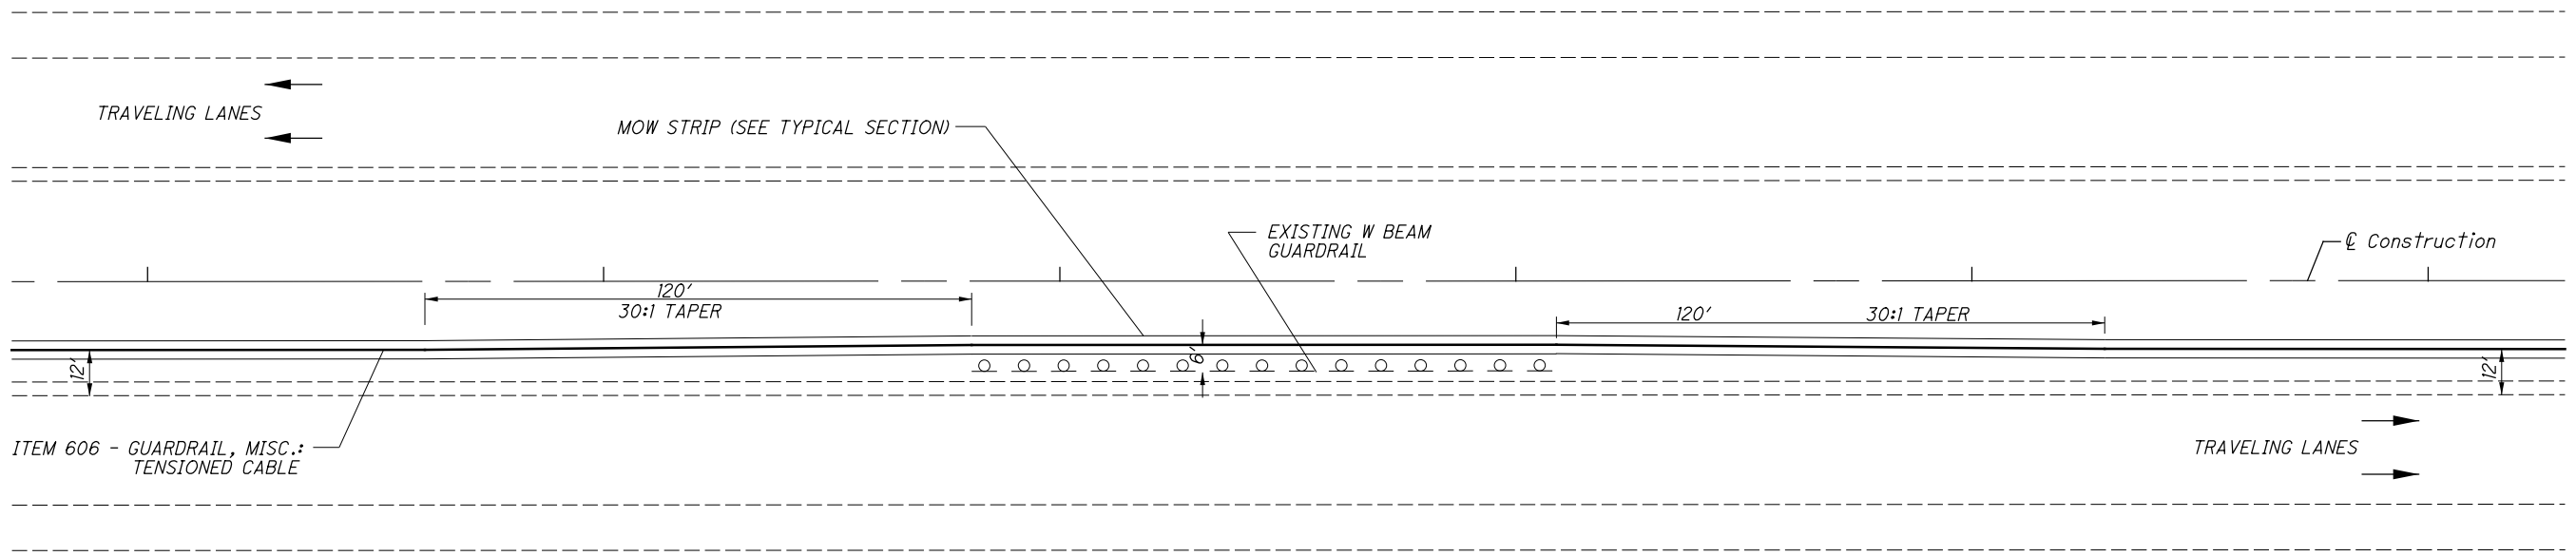 TRAVELING LANES
MOW STRIP (SEE TYPICAL SECTION)
EXISTING W BEAM
GUARDRAIL
℄ Construction
120'
30:1 TAPER
120' 30:1 TAPER
12'
6'
12'
ITEM 606 - GUARDRAIL, MISC.:
TENSIONED CABLE
TRAVELING LANES